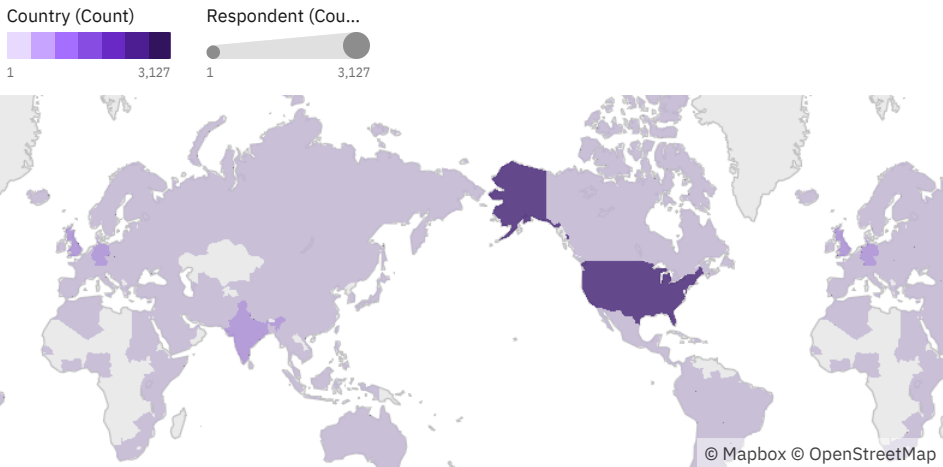 Country (Count)
Respondent (Cou...
1
3,127
1
3,127
© Mapbox © OpenStreetMap